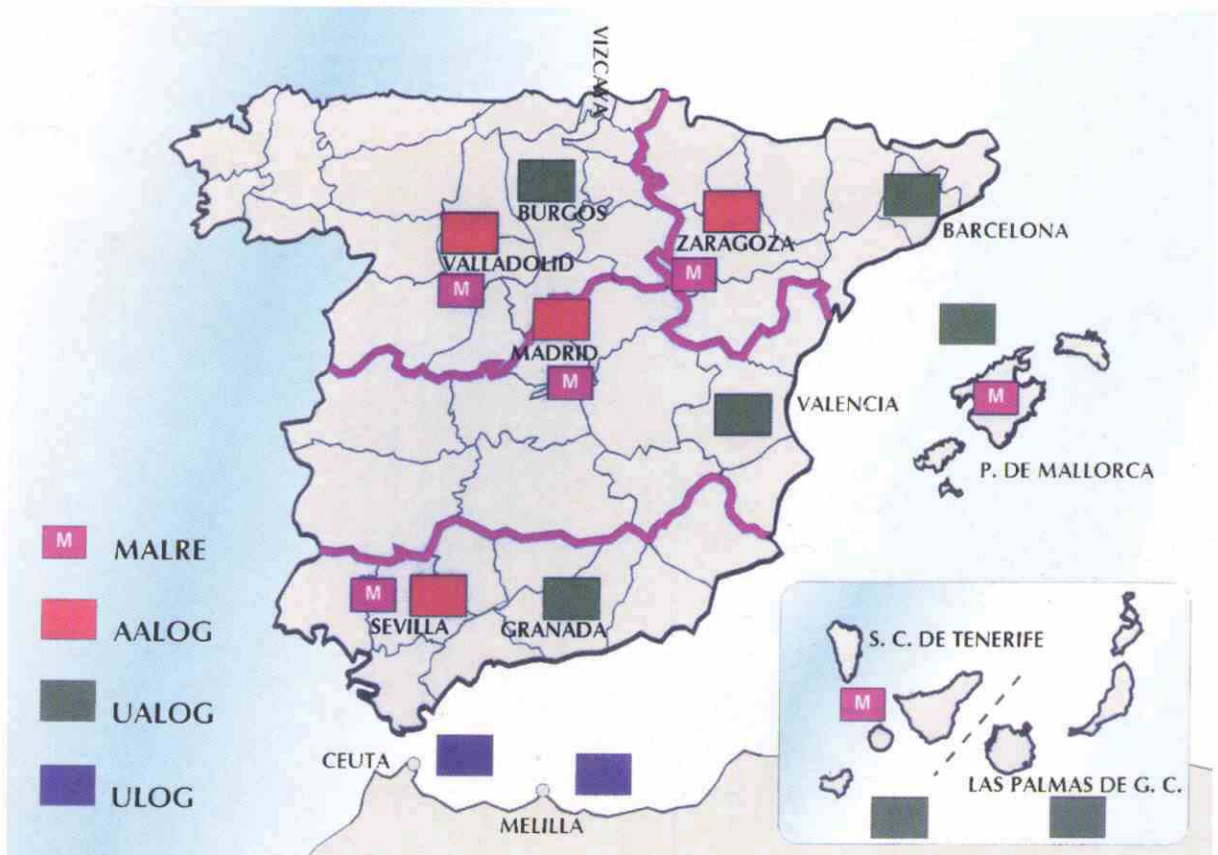 VIZCAYA
BURGOS
VALLADOLID
M
ZARAGOZA
M
BARCELONA
MADRID
M
VALENCIA
M
P. DE MALLORCA
M MALRE
AALOG
UALOG
ULOG
M
SEVILLA
GRANADA
CEUTA
MELILLA
S. C. DE TENERIFE
M
LAS PALMAS DE G. C.